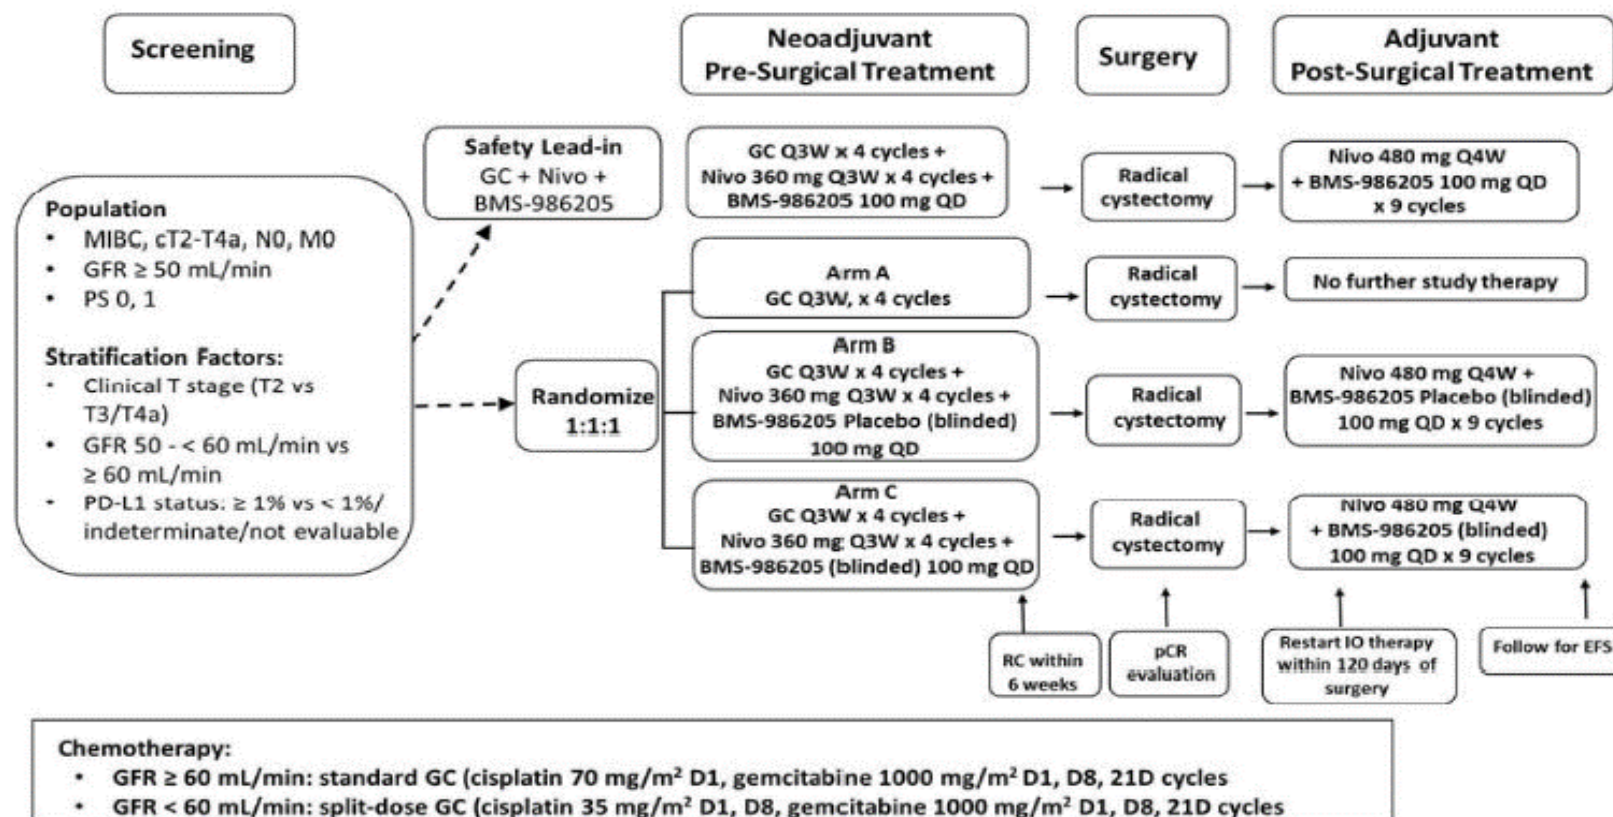 Screening
Neoadjuvant
Pre-Surgical Treatment
Surgery
Adjuvant
Post-Surgical Treatment
Population
• MIBC, cT2-T4a, N0, M0
• GFR ≥ 50 mL/min
• PS 0, 1
Stratification Factors:
• Clinical T stage (T2 vs
T3/T4a)
• GFR 50 - < 60 mL/min vs
≥ 60 mL/min
• PD-L1 status: ≥ 1% vs < 1%/
indeterminate/not evaluable
Safety Lead-in
GC + Nivo +
BMS-986205
GC Q3W x 4 cycles +
Nivo 360 mg Q3W x 4 cycles +
BMS-986205 100 mg QD
Radical
cystectomy
Nivo 480 mg Q4W
+ BMS-986205 100 mg QD
x 9 cycles
Randomize
1:1:1
Arm A
GC Q3W, x 4 cycles
Radical
cystectomy
No further study therapy
Arm B
GC Q3W x 4 cycles +
Nivo 360 mg Q3W x 4 cycles +
BMS-986205 Placebo (blinded)
100 mg QD
Radical
cystectomy
Nivo 480 mg Q4W +
BMS-986205 Placebo (blinded)
100 mg QD x 9 cycles
Arm C
GC Q3W x 4 cycles +
Nivo 360 mg Q3W x 4 cycles +
BMS-986205 (blinded) 100 mg QD
Radical
cystectomy
Nivo 480 mg Q4W
+ BMS-986205 (blinded)
100 mg QD x 9 cycles
RC within
6 weeks
pCR
evaluation
Restart IO therapy
within 120 days of
surgery
Follow for EFS
Chemotherapy:
• GFR ≥ 60 mL/min: standard GC (cisplatin 70 mg/m² D1, gemcitabine 1000 mg/m² D1, D8, 21D cycles
• GFR < 60 mL/min: split-dose GC (cisplatin 35 mg/m² D1, D8, gemcitabine 1000 mg/m² D1, D8, 21D cycles